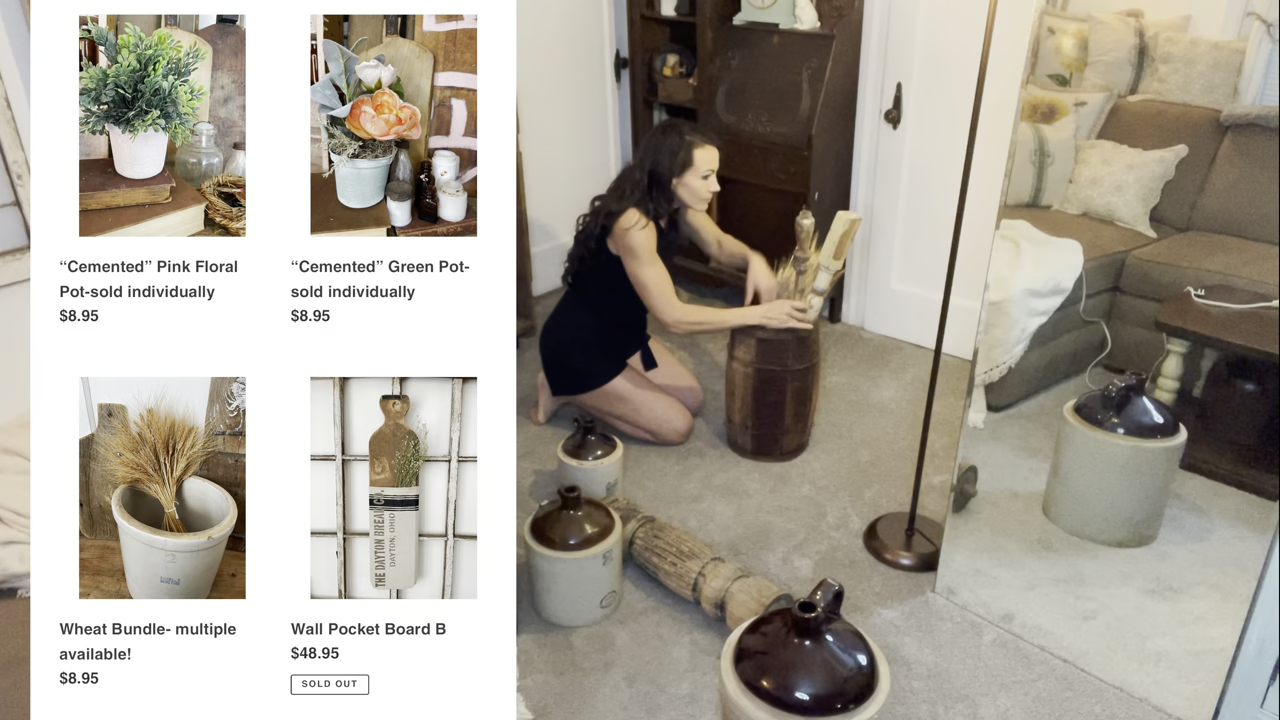 “Cemented” Pink Floral
Pot-sold individually
$8.95
“Cemented” Green Pot-
sold individually
$8.95
2
THE DAYTON BREAD C
DAYTON, OHIO
Wheat Bundle- multiple
available!
$8.95
Wall Pocket Board B
$48.95
SOLD OUT